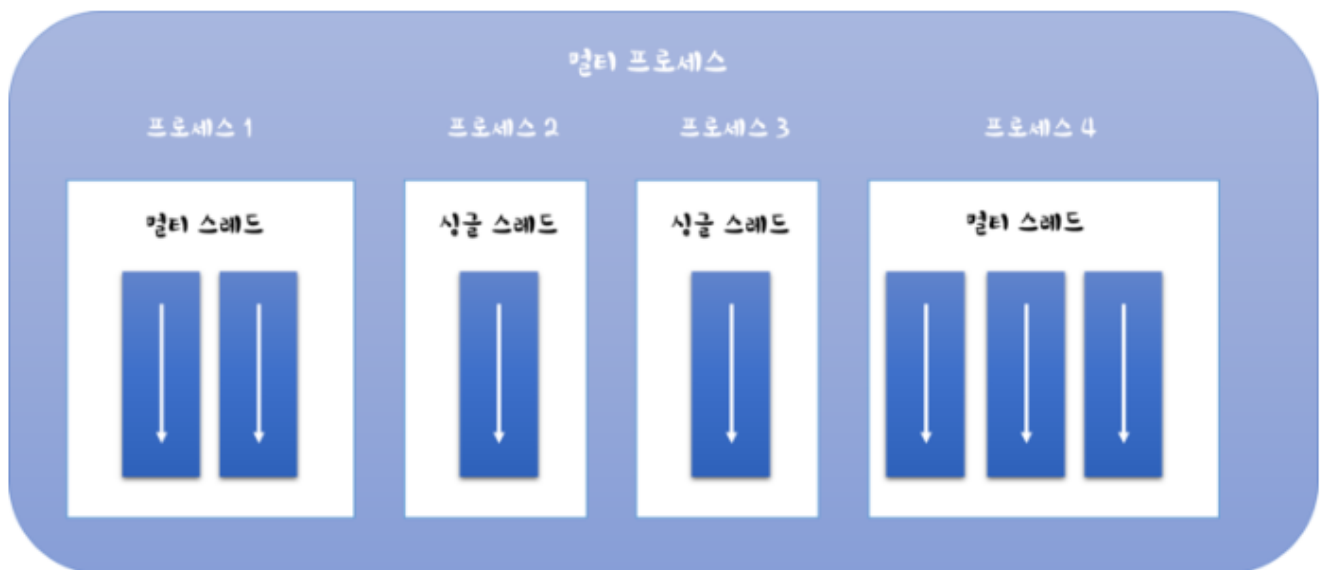 멀티 프로세스
프로세스 1 프로세스 2 프로세스 3 프로세스 4
멀티 스레드 싱글 스레드 싱글 스레드 멀티 스레드